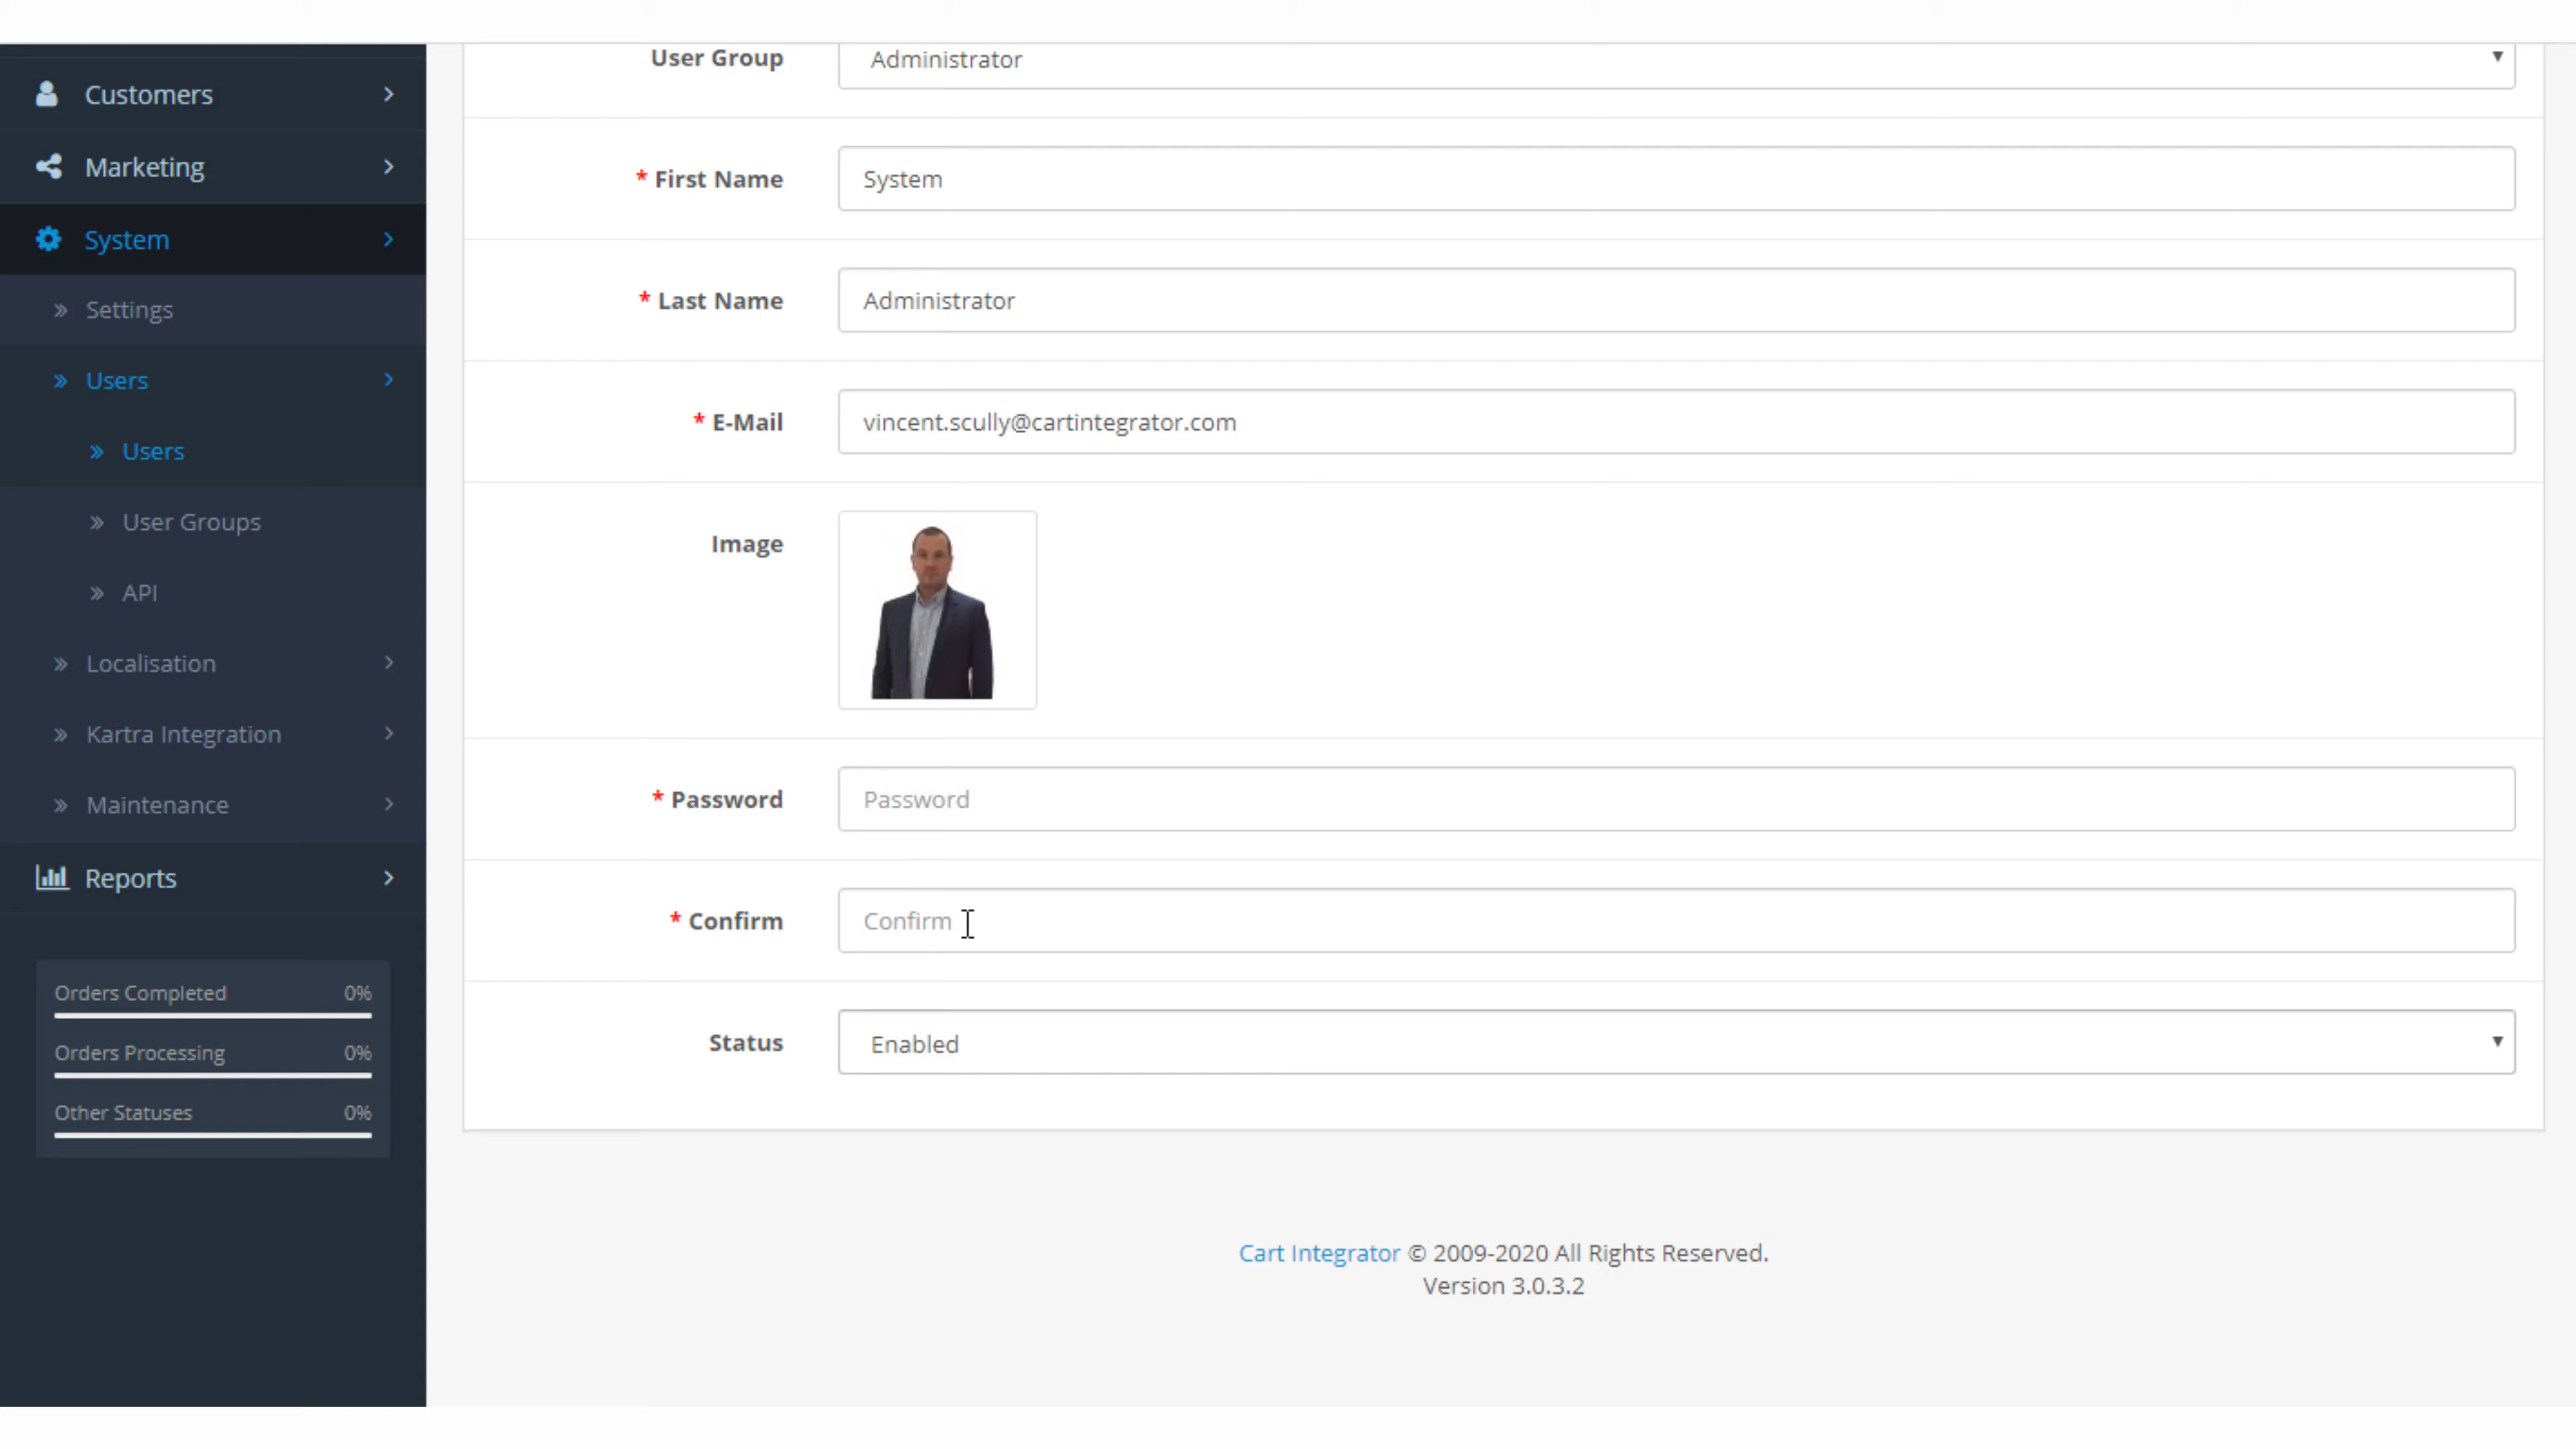 Customers
Marketing
System
Settings
Users
Users
User Groups
API
Localisation
Kartra Integration
Maintenance
Reports
Orders Completed 0%
Orders Processing 0%
Other Statuses 0%
User Group Administrator
* First Name System
* Last Name Administrator
* E-Mail vincent.scully@cartintegrator.com
Image
* Password Password
* Confirm Confirm
Status Enabled
Cart Integrator © 2009-2020 All Rights Reserved.
Version 3.0.3.2